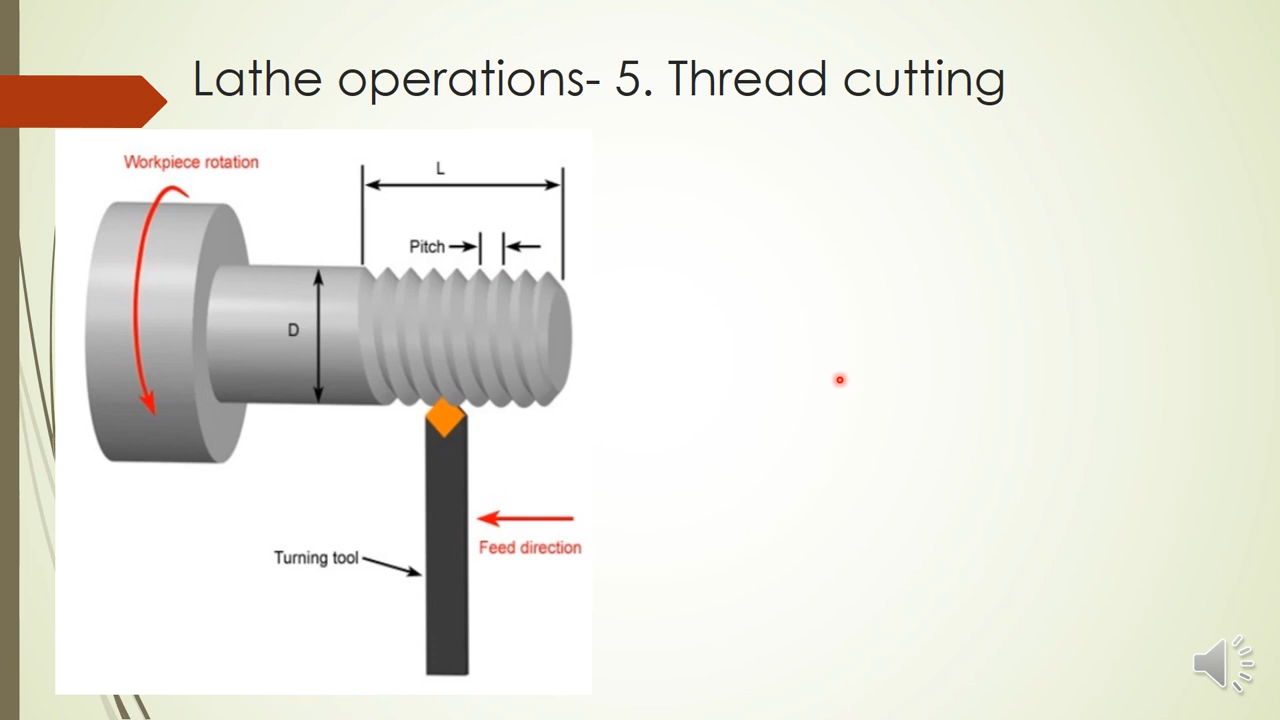 Lathe operations- 5. Thread cutting
Workpiece rotation
L
Pitch
D
Feed direction
Turning tool